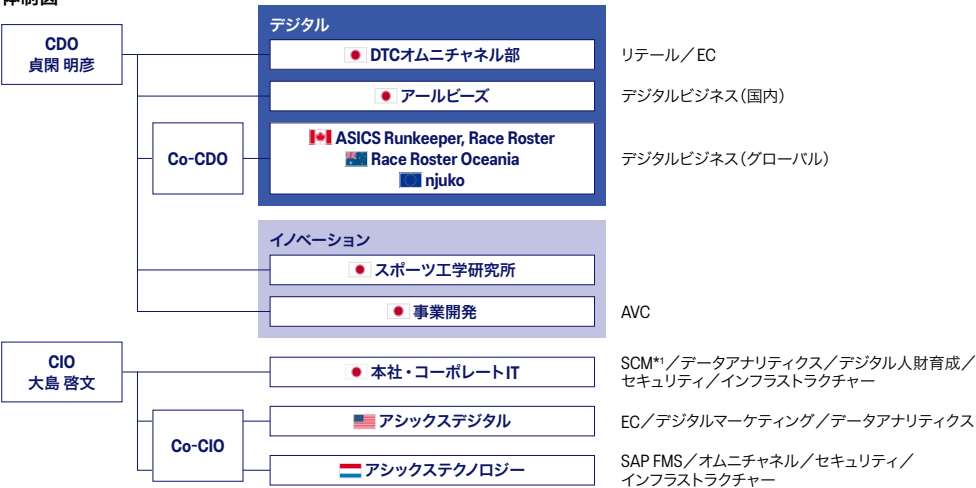 体制図
CDO
貞閑 明彦
デジタル
DTCオムニチャネル部
リテール／EC
アールビーズ
デジタルビジネス（国内）
Co-CDO
ASICS Runkeeper, Race Roster
Race Roster Oceania
njuko
デジタルビジネス（グローバル）
イノベーション
スポーツ工学研究所
事業開発
AVC
CIO
大島 啓文
本社・コーポレートIT
SCM*1／データアナリティクス／デジタル人財育成／
セキュリティ／インフラストラクチャー
Co-CIO
アシックスデジタル
EC／デジタルマーケティング／データアナリティクス
アシックステクノロジー
SAP FMS／オムニチャネル／セキュリティ／
インフラストラクチャー